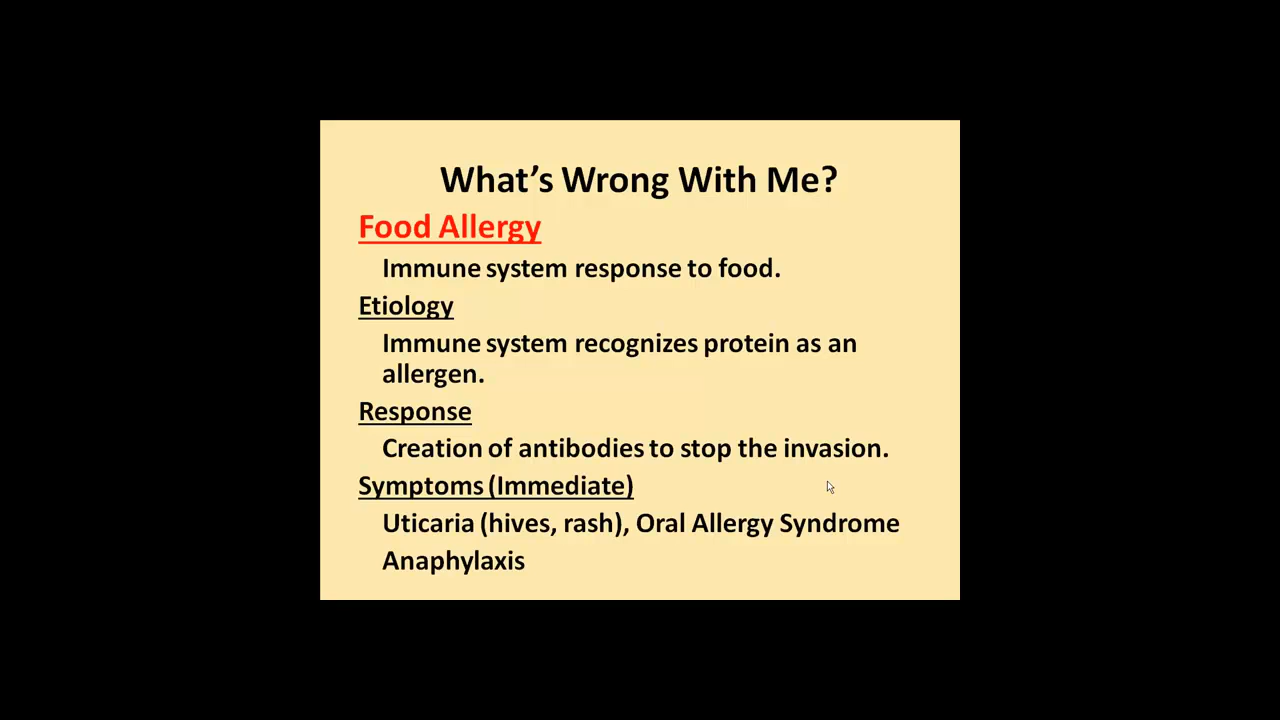 What’s Wrong With Me?
Food Allergy
Immune system response to food.
Etiology
Immune system recognizes protein as an
allergen.
Response
Creation of antibodies to stop the invasion.
Symptoms (Immediate)
Uticaria (hives, rash), Oral Allergy Syndrome
Anaphylaxis